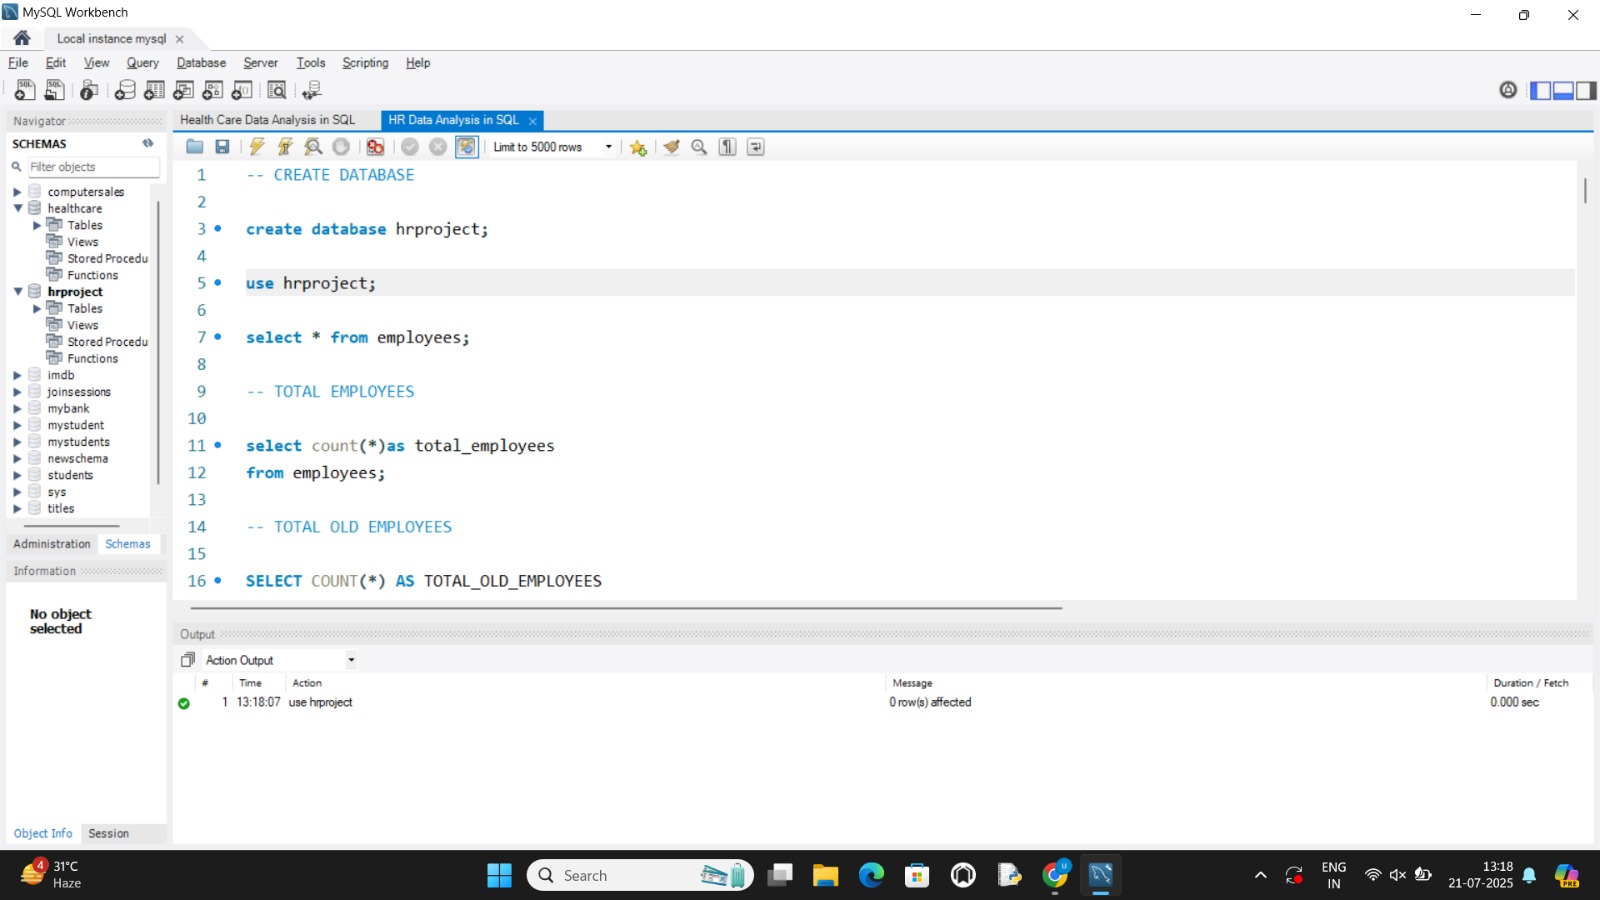 MySQL Workbench
Local instance mysql
File Edit View Query Database Server Tools Scripting Help
Navigator
SCHEMAS
Filter objects
computersales
healthcare
Tables
Views
Stored Procedu
Functions
hrproject
Tables
Views
Stored Procedu
Functions
imdb
joinsessions
mybank
mystudent
mystudents
newschema
students
sys
titles
Administration Schemas
Information
No object
selected
Object Info Session
Health Care Data Analysis in SQL HR Data Analysis in SQL
Limit to 5000 rows
1 -- CREATE DATABASE
2
3 create database hrproject;
4
5 use hrproject;
6
7 select * from employees;
8
9 -- TOTAL EMPLOYEES
10
11 select count(*)as total_employees
12 from employees;
13
14 -- TOTAL OLD EMPLOYEES
15
16 SELECT COUNT(*) AS TOTAL_OLD_EMPLOYEES
Output
Action Output
# Time Action Message Duration / Fetch
1 13:18:07 use hrproject 0 row(s) affected 0.000 sec
4
31°C
Haze
Search
u
ENG
IN
13:18
21-07-2025
PRE